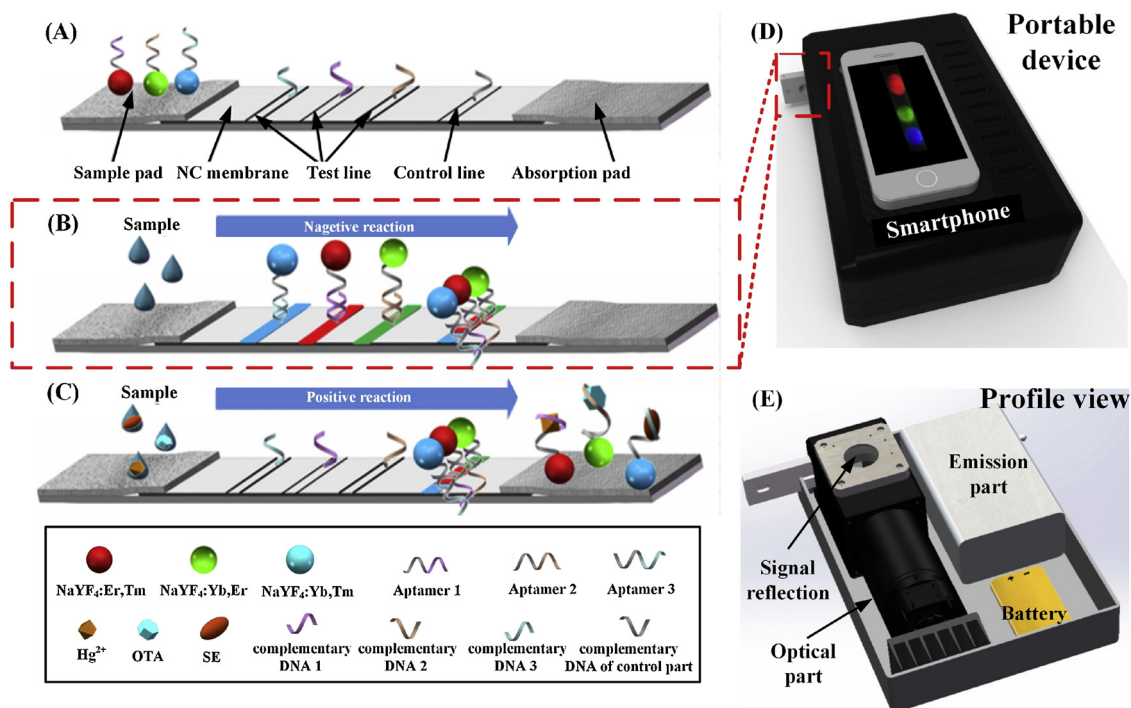 (A)
Sample pad
NC membrane
Test line
Control line
Absorption pad
(B)
Sample
Nagetive reaction
(C)
Sample
Positive reaction
NaYF₄:Er,Tm
NaYF₄:Yb,Er
NaYF₄:Yb,Tm
Aptamer 1
Aptamer 2
Aptamer 3
Hg²⁺
OTA
SE
complementary
DNA 1
complementary
DNA 2
complementary
DNA 3
complementary
DNA of control part
(D)
Portable
device
Smartphone
(E)
Profile view
Emission
part
Signal
reflection
Battery
+ -
Optical
part